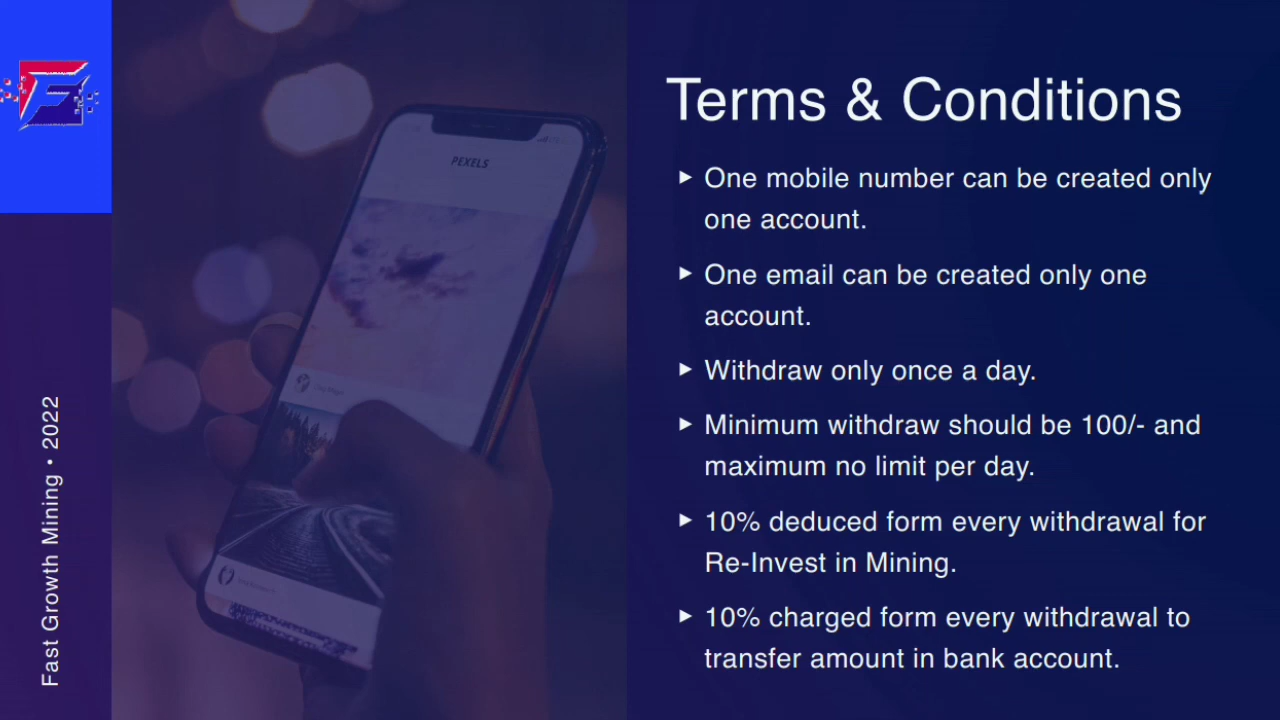 Terms & Conditions
▸ One mobile number can be created only
one account.
▸ One email can be created only one
account.
▸ Withdraw only once a day.
▸ Minimum withdraw should be 100/- and
maximum no limit per day.
▸ 10% deduced form every withdrawal for
Re-Invest in Mining.
▸ 10% charged form every withdrawal to
transfer amount in bank account.
Fast Growth Mining • 2022
PEXELS